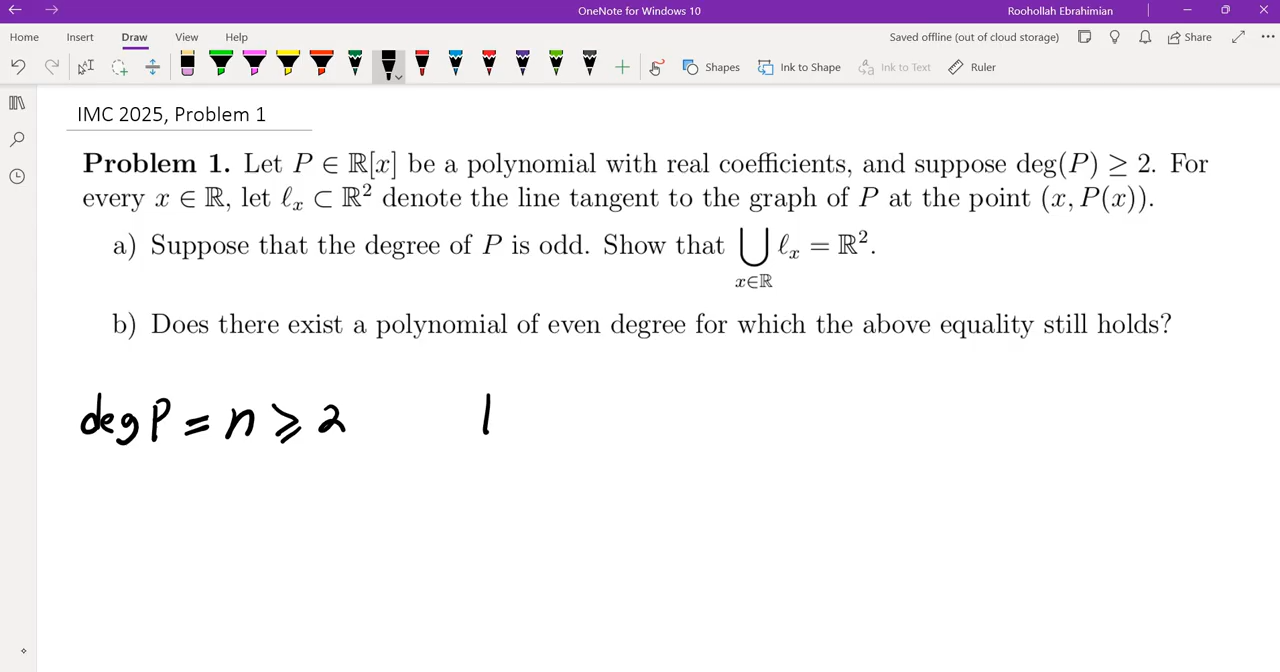 OneNote for Windows 10
Roohollah Ebrahimian
Home Insert Draw View Help
Saved offline (out of cloud storage)
Share
Shapes
Ink to Shape
Ink to Text
Ruler
IMC 2025, Problem 1
Problem 1. Let P ∈ ℝ[x] be a polynomial with real coefficients, and suppose deg(P) ≥ 2. For
every x ∈ ℝ, let ℓₓ ⊂ ℝ² denote the line tangent to the graph of P at the point (x, P(x)).
a) Suppose that the degree of P is odd. Show that ⋃ ℓₓ = ℝ².
x∈ℝ
b) Does there exist a polynomial of even degree for which the above equality still holds?
deg P = n ≥ 2